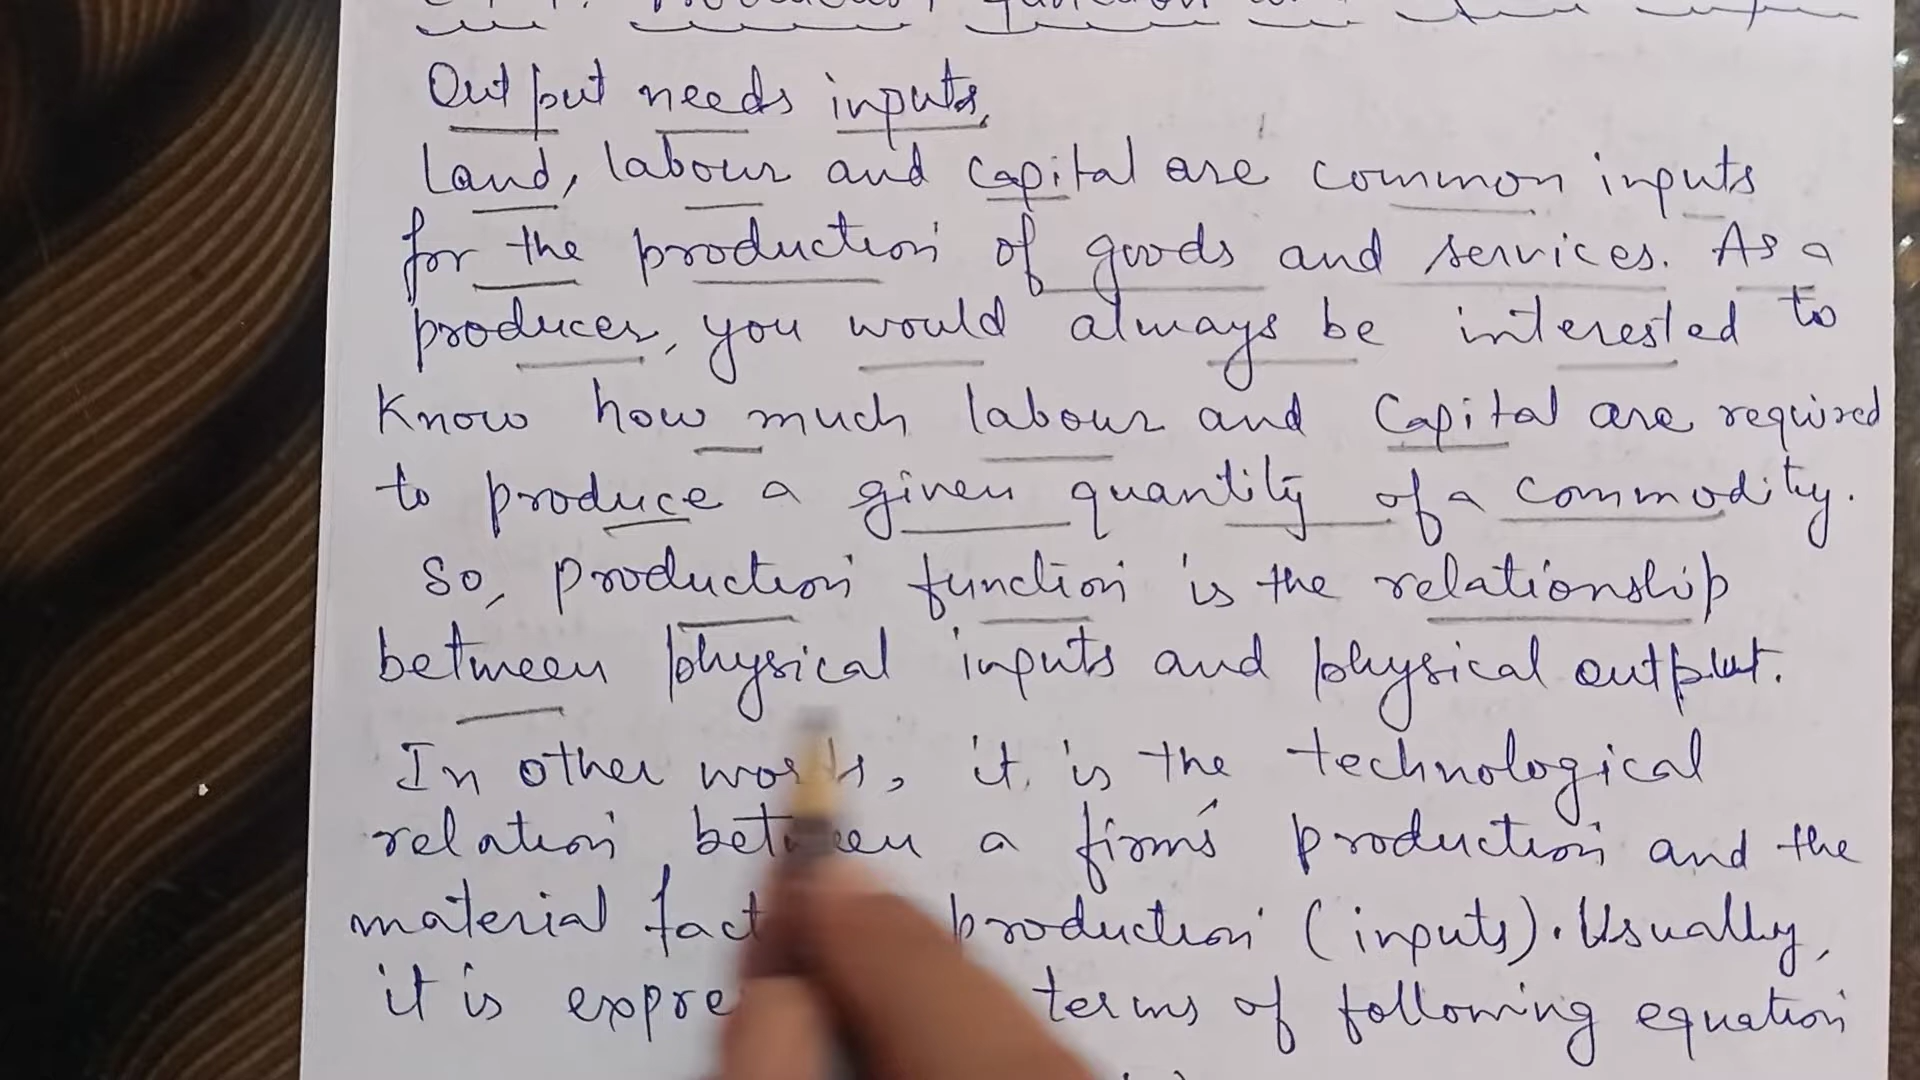 Production function
Output needs inputs,
Land, labour and Capital are common inputs
for the production of goods and services. As a
producer, you would always be interested to
Know how much labour and Capital are required
to produce a given quantity of a commodity.
So, production function is the relationship
between physical inputs and physical output.
In other words, it is the technological
relation between a firm's production and the
material production (inputs). Usually,
it is terms of following equation